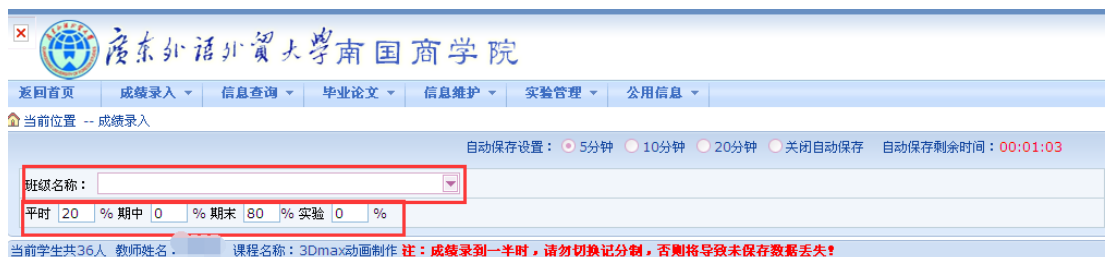 廣东外语外贸大學南国商学院
返回首页 成绩录入 信息查询 毕业论文 信息维护 实验管理 公用信息
当前位置 -- 成绩录入
自动保存设置： 5分钟 10分钟 20分钟 关闭自动保存 自动保存剩余时间：00:01:03
班级名称：
平时 20 % 期中 0 % 期末 80 % 实验 0 %
当前学生共36人 教师姓名： 课程名称：3Dmax动画制作 注：成绩录到一半时，请勿切换记分制，否则将导致未保存数据丢失！